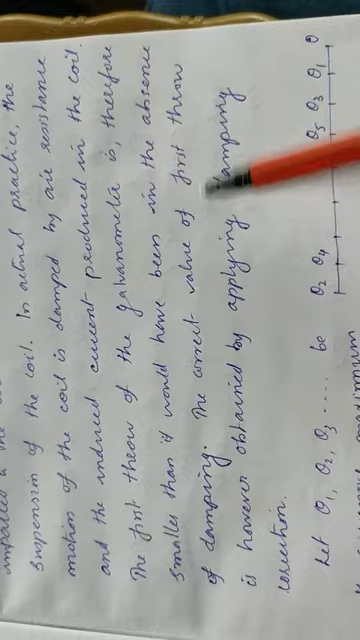 suspension of the coil. In actual practice, the
motion of the coil is damped by air resistance
and the induced current produced in the coil.
The first throw of the galvanometer is, therefore
smaller than it would have been in the absence
of damping. The correct value of first throw
is however obtained by applying damping
correction.
Let θ1, θ2, θ3 .... be θ2 θ4 θ5 θ3 θ1 O
maximum